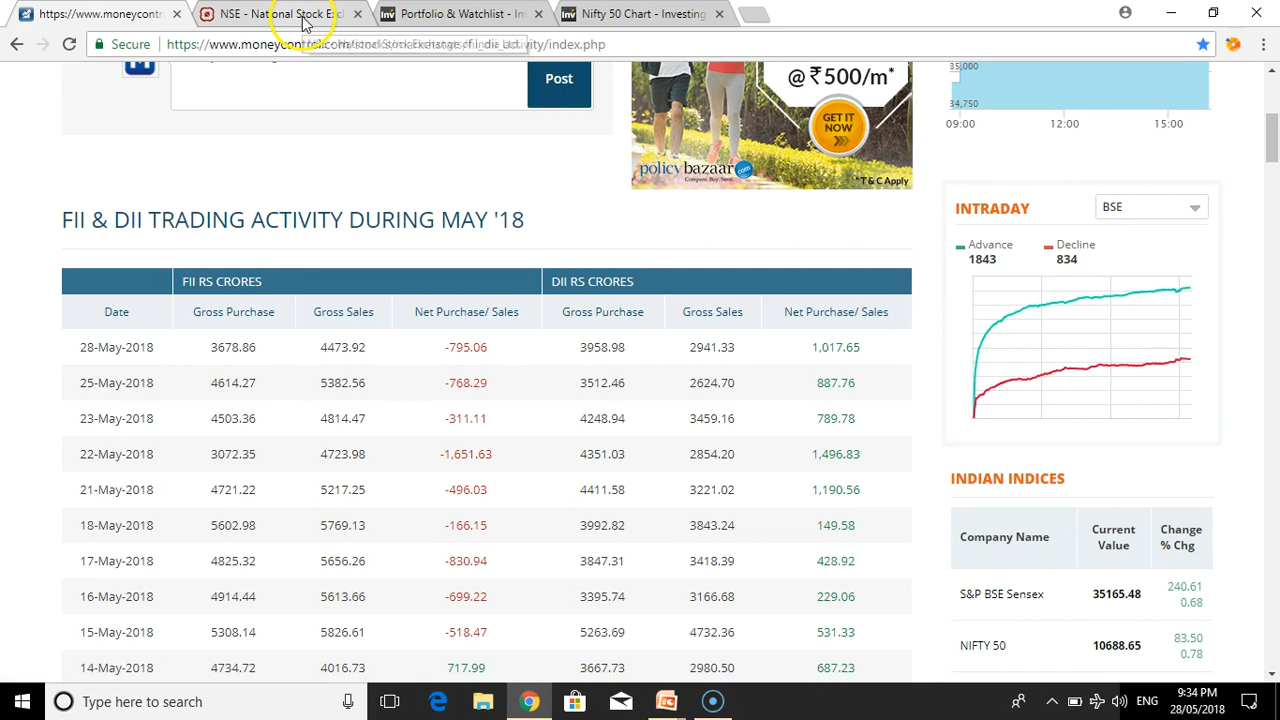 https://www.moneycontr
NSE - National Stock Excl
Portfolio & Watchlist - In
Nifty 50 Chart - Investing
Secure
https://www.moneycontrol.com/stocks/marketstats/fii_dii_activity/index.php
Post
@ ₹500/m*
GET IT
NOW
policybazaar.com
Compare. Buy. Save.
*T & C Apply
35,000
34,750
09:00 12:00 15:00
FII & DII TRADING ACTIVITY DURING MAY '18
FII RS CRORES DII RS CRORES
Date Gross Purchase Gross Sales Net Purchase/ Sales Gross Purchase Gross Sales Net Purchase/ Sales
28-May-2018 3678.86 4473.92 -795.06 3958.98 2941.33 1,017.65
25-May-2018 4614.27 5382.56 -768.29 3512.46 2624.70 887.76
23-May-2018 4503.36 4814.47 -311.11 4248.94 3459.16 789.78
22-May-2018 3072.35 4723.98 -1,651.63 4351.03 2854.20 1,496.83
21-May-2018 4721.22 5217.25 -496.03 4411.58 3221.02 1,190.56
18-May-2018 5602.98 5769.13 -166.15 3992.82 3843.24 149.58
17-May-2018 4825.32 5656.26 -830.94 3847.31 3418.39 428.92
16-May-2018 4914.44 5613.66 -699.22 3395.74 3166.68 229.06
15-May-2018 5308.14 5826.61 -518.47 5263.69 4732.36 531.33
14-May-2018 4734.72 4016.73 717.99 3667.73 2980.50 687.23
INTRADAY
BSE
Advance Decline
1843 834
INDIAN INDICES
Company Name Current Value Change % Chg
S&P BSE Sensex 35165.48 240.61 0.68
NIFTY 50 10688.65 83.50 0.78
Type here to search
ENG
9:34 PM
28/05/2018